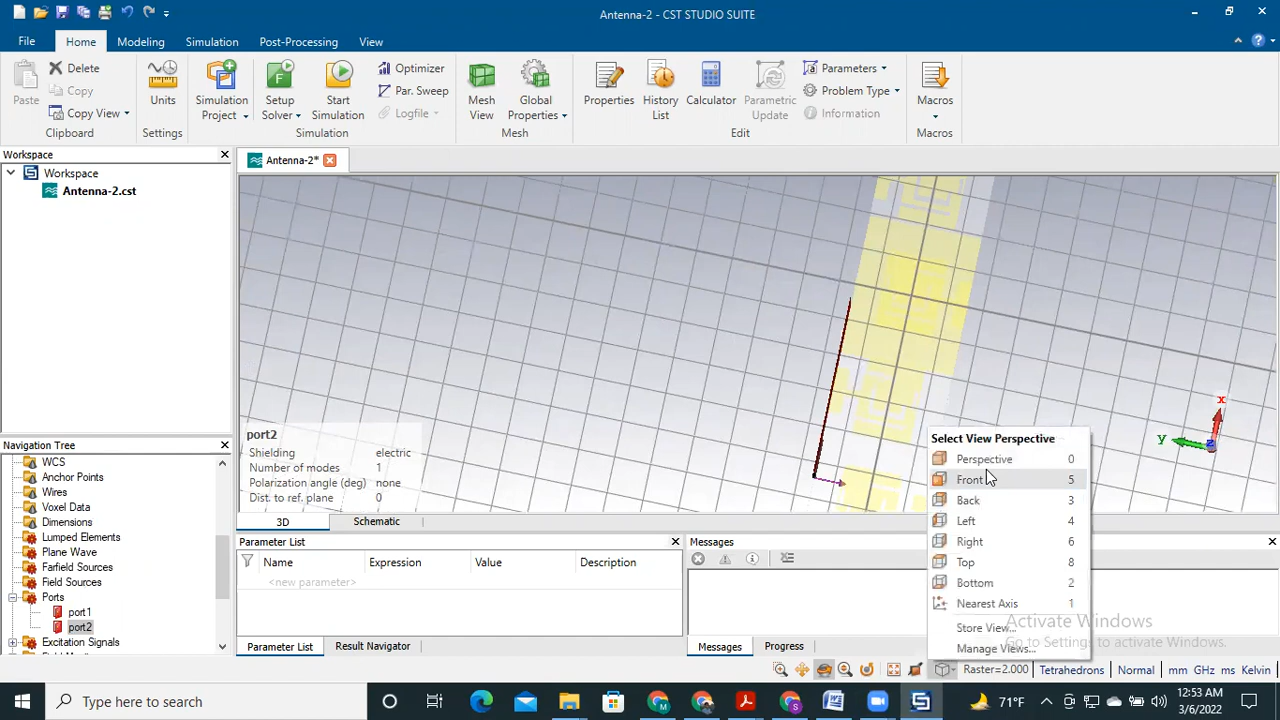 Antenna-2 - CST STUDIO SUITE
File Home Modeling Simulation Post-Processing View
Paste
Delete
Copy
Copy View
Clipboard
Units
Settings
Simulation Project
Setup Solver
Start Simulation
Optimizer
Par. Sweep
Logfile
Simulation
Mesh View
Global Properties
Mesh
Properties
History List
Calculator
Parametric Update
Parameters
Problem Type
Information
Edit
Macros
Macros
Workspace
Workspace
Antenna-2.cst
Antenna-2*
Navigation Tree
WCS
Anchor Points
Wires
Voxel Data
Dimensions
Lumped Elements
Plane Wave
Farfield Sources
Field Sources
Ports
port1
port2
Excitation Signals
port2
Shielding electric
Number of modes 1
Polarization angle (deg) none
Dist. to ref. plane 0
x
y
z
3D Schematic
Select View Perspective
Perspective 0
Front 5
Back 3
Left 4
Right 6
Top 8
Bottom 2
Nearest Axis 1
Store View...
Manage Views...
Parameter List
Name Expression Value Description
<new parameter>
Parameter List Result Navigator
Messages
Messages Progress
Activate Windows
Go to Settings to activate Windows.
Raster=2.000 Tetrahedrons Normal mm GHz ns Kelvin
Type here to search
71°F
12:53 AM
3/6/2022